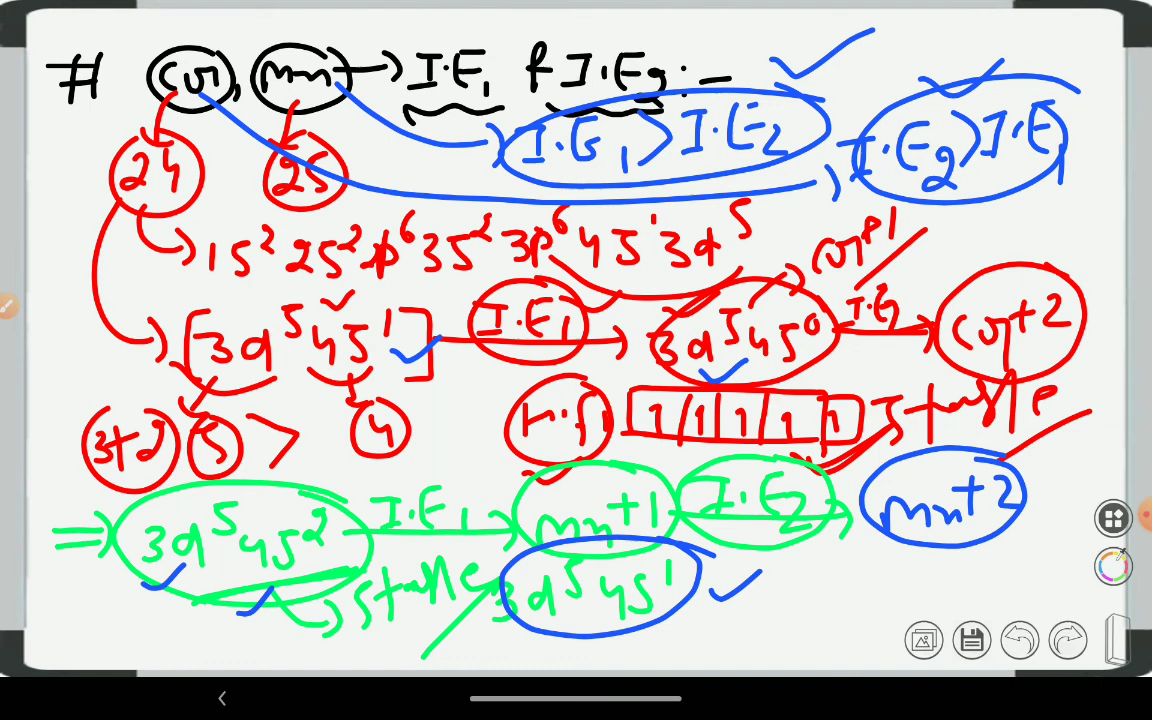 # Cr, Mn → I.E₁ & I.E₂:–
I.E₁ > I.E₂ I.E₂ > I.E₁
24 25
→ 1s² 2s² 2p⁶ 3s² 3p⁶ 4s¹ 3d⁵
→ Cr⁺¹
→ [3d⁵ 4s¹] I.E₁ → 3d⁵ 4s⁰ I.E₂ → Cr⁺²
3+2 5 > 4 H.f 1 1 1 1 1 Stable
⇒ 3d⁵ 4s² I.E₁ → Mn⁺¹ I.E₂ → Mn⁺²
→ Stable 3d⁵ 4s¹